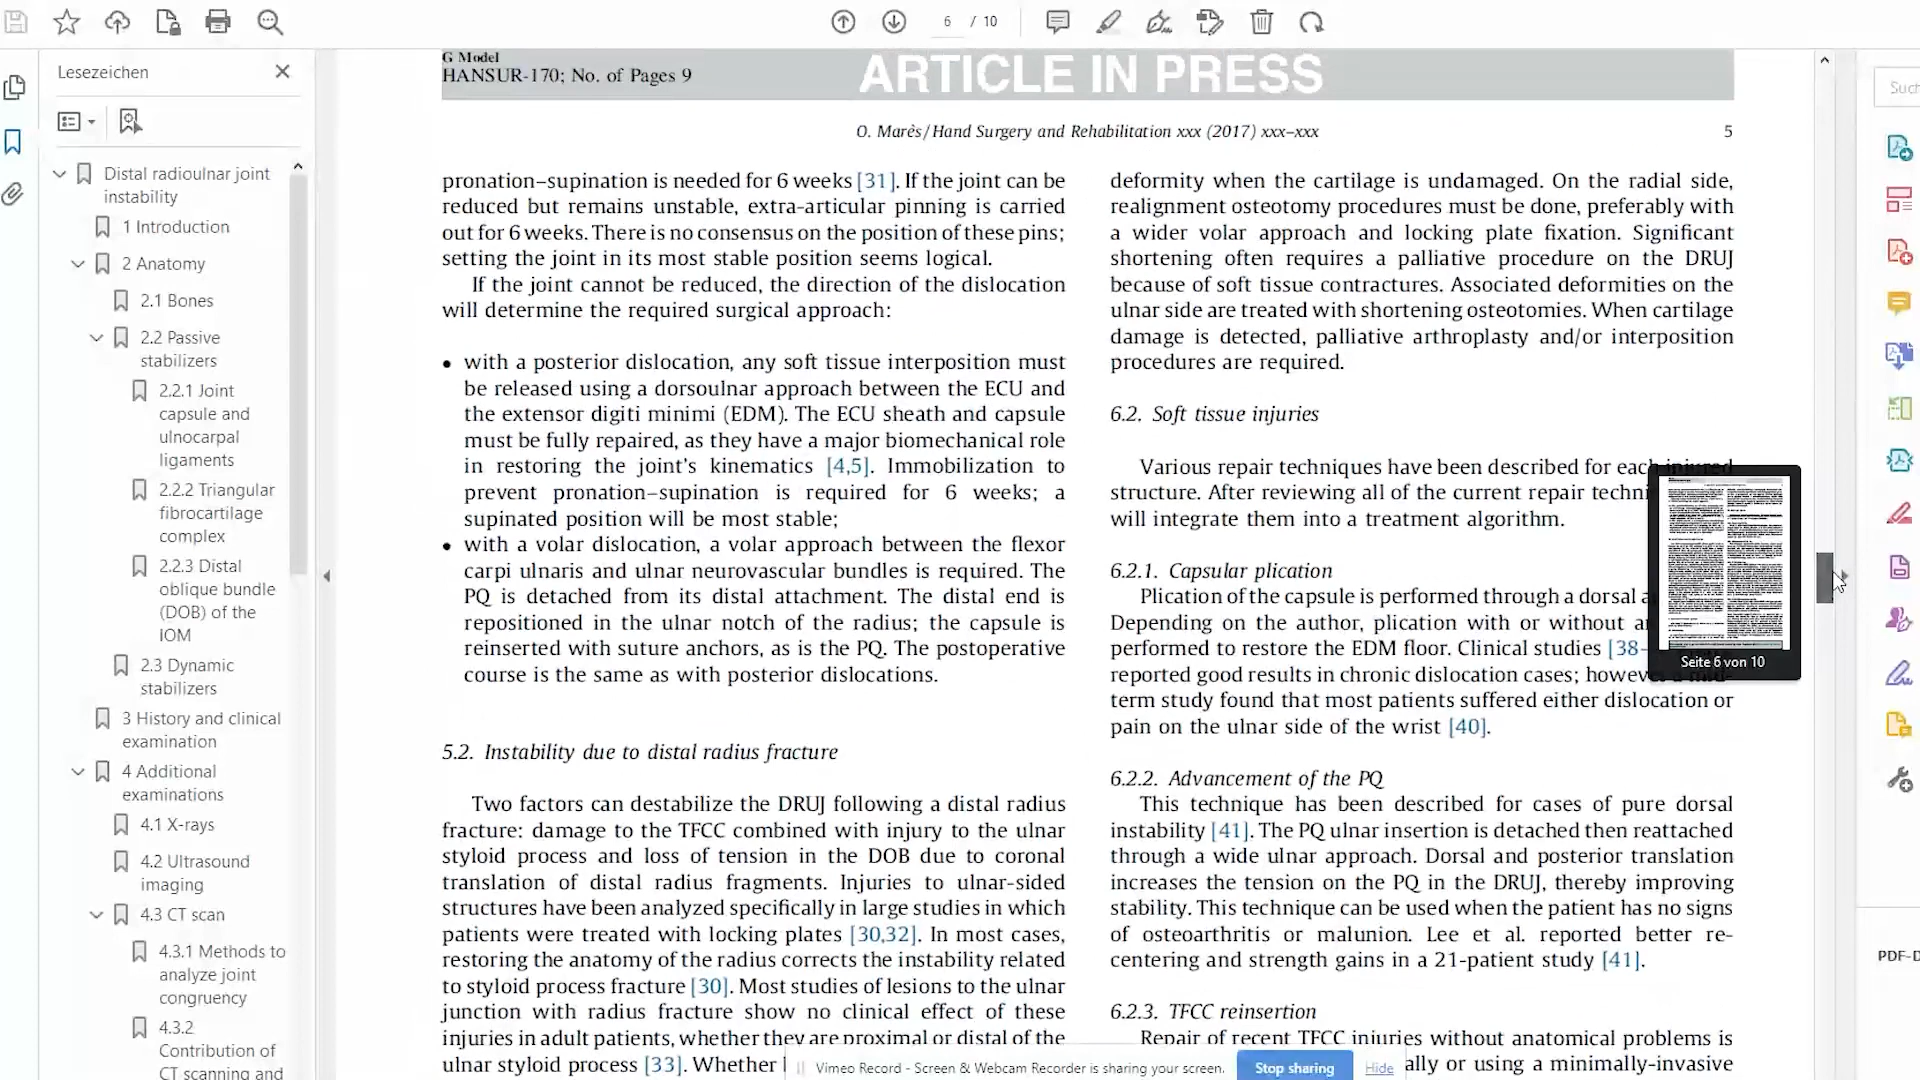 6 / 10
Lesezeichen
Distal radioulnar joint
instability
1 Introduction
2 Anatomy
2.1 Bones
2.2 Passive
stabilizers
2.2.1 Joint
capsule and
ulnocarpal
ligaments
2.2.2 Triangular
fibrocartilage
complex
2.2.3 Distal
oblique bundle
(DOB) of the
IOM
2.3 Dynamic
stabilizers
3 History and clinical
examination
4 Additional
examinations
4.1 X-rays
4.2 Ultrasound
imaging
4.3 CT scan
4.3.1 Methods to
analyze joint
congruency
4.3.2
Contribution of
CT scanning and
G Model
HANSUR-170; No. of Pages 9
ARTICLE IN PRESS
O. Marès / Hand Surgery and Rehabilitation xxx (2017) xxx–xxx
5
pronation–supination is needed for 6 weeks [31]. If the joint can be
reduced but remains unstable, extra-articular pinning is carried
out for 6 weeks. There is no consensus on the position of these pins;
setting the joint in its most stable position seems logical.
If the joint cannot be reduced, the direction of the dislocation
will determine the required surgical approach:
• with a posterior dislocation, any soft tissue interposition must
be released using a dorsoulnar approach between the ECU and
the extensor digiti minimi (EDM). The ECU sheath and capsule
must be fully repaired, as they have a major biomechanical role
in restoring the joint's kinematics [4,5]. Immobilization to
prevent pronation–supination is required for 6 weeks; a
supinated position will be most stable;
• with a volar dislocation, a volar approach between the flexor
carpi ulnaris and ulnar neurovascular bundles is required. The
PQ is detached from its distal attachment. The distal end is
repositioned in the ulnar notch of the radius; the capsule is
reinserted with suture anchors, as is the PQ. The postoperative
course is the same as with posterior dislocations.
5.2. Instability due to distal radius fracture
Two factors can destabilize the DRUJ following a distal radius
fracture: damage to the TFCC combined with injury to the ulnar
styloid process and loss of tension in the DOB due to coronal
translation of distal radius fragments. Injuries to ulnar-sided
structures have been analyzed specifically in large studies in which
patients were treated with locking plates [30,32]. In most cases,
restoring the anatomy of the radius corrects the instability related
to styloid process fracture [30]. Most studies of lesions to the ulnar
junction with radius fracture show no clinical effect of these
injuries in adult patients, whether they are proximal or distal of the
ulnar styloid process [33]. Whether
deformity when the cartilage is undamaged. On the radial side,
realignment osteotomy procedures must be done, preferably with
a wider volar approach and locking plate fixation. Significant
shortening often requires a palliative procedure on the DRUJ
because of soft tissue contractures. Associated deformities on the
ulnar side are treated with shortening osteotomies. When cartilage
damage is detected, palliative arthroplasty and/or interposition
procedures are required.
6.2. Soft tissue injuries
Various repair techniques have been described for each injured
structure. After reviewing all of the current repair techni
will integrate them into a treatment algorithm.
6.2.1. Capsular plication
Plication of the capsule is performed through a dorsal a
Depending on the author, plication with or without a
performed to restore the EDM floor. Clinical studies [38–
reported good results in chronic dislocation cases; however a mid-
term study found that most patients suffered either dislocation or
pain on the ulnar side of the wrist [40].
6.2.2. Advancement of the PQ
This technique has been described for cases of pure dorsal
instability [41]. The PQ ulnar insertion is detached then reattached
through a wide ulnar approach. Dorsal and posterior translation
increases the tension on the PQ in the DRUJ, thereby improving
stability. This technique can be used when the patient has no signs
of osteoarthritis or malunion. Lee et al. reported better re-
centering and strength gains in a 21-patient study [41].
6.2.3. TFCC reinsertion
Repair of recent TFCC injuries without anatomical problems is
ally or using a minimally-invasive
Seite 6 von 10
Such
PDF-D
Vimeo Record - Screen & Webcam Recorder is sharing your screen.
Stop sharing
Hide